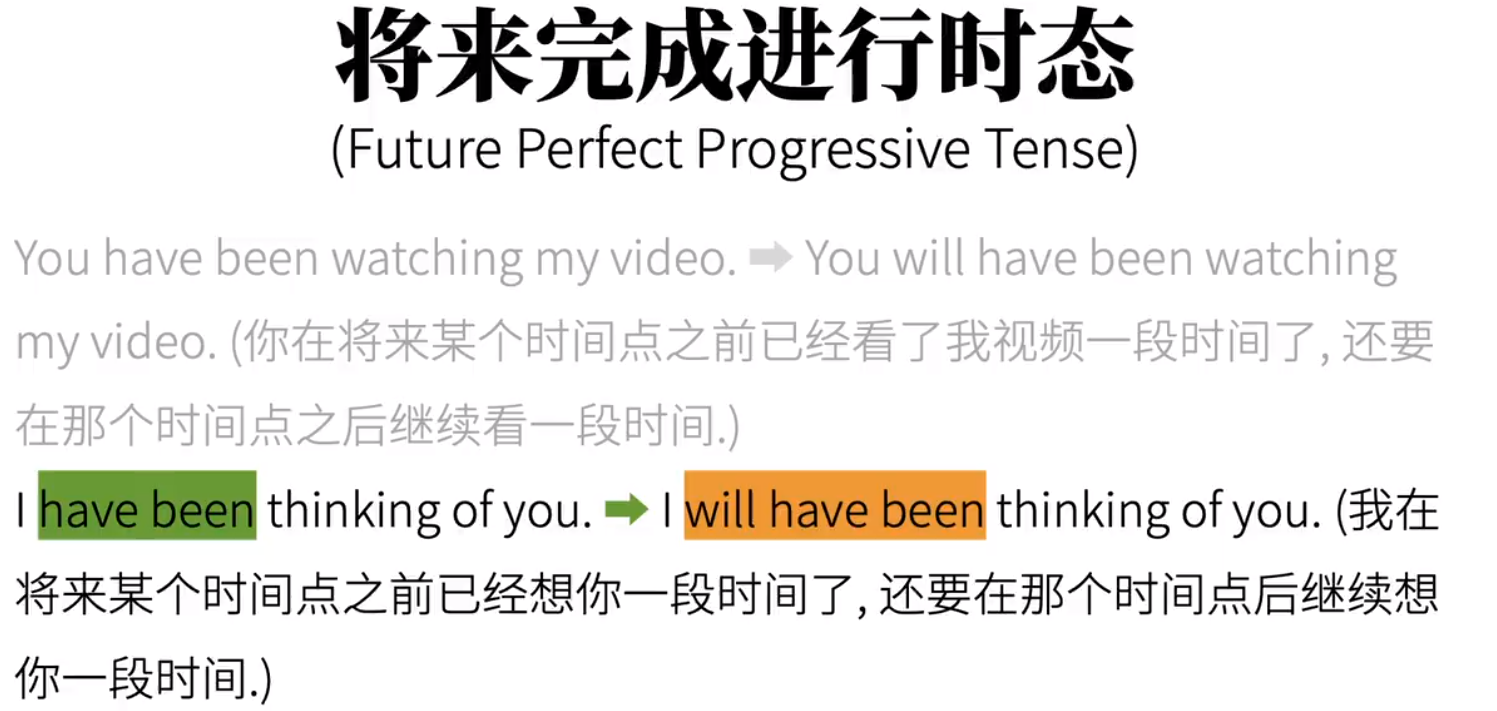 将来完成进行时态
(Future Perfect Progressive Tense)
You have been watching my video. ➡ You will have been watching
my video. (你在将来某个时间点之前已经看了我视频一段时间了, 还要
在那个时间点之后继续看一段时间.)
I have been thinking of you. ➡ I will have been thinking of you. (我在
将来某个时间点之前已经想你一段时间了, 还要在那个时间点后继续想
你一段时间.)